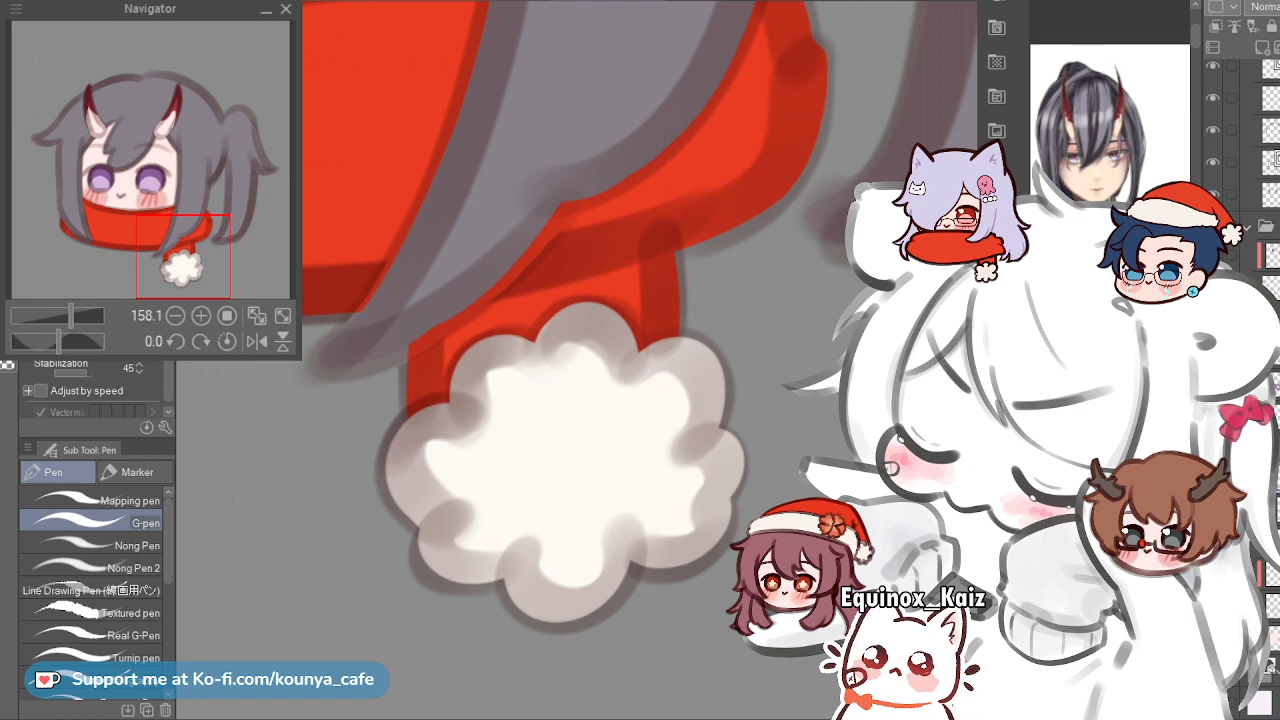 Navigator
Norma
158.1
0.0
Stabilization
45
Adjust by speed
Vector ma
Sub Tool: Pen
Pen
Marker
Mapping pen
G-pen
Nong Pen
Nong Pen 2
Line Drawing Pen (線画用ペン)
Textured pen
Real G-Pen
Turnip pen
Equinox_Kaiz
Support me at Ko-fi.com/kounya_cafe